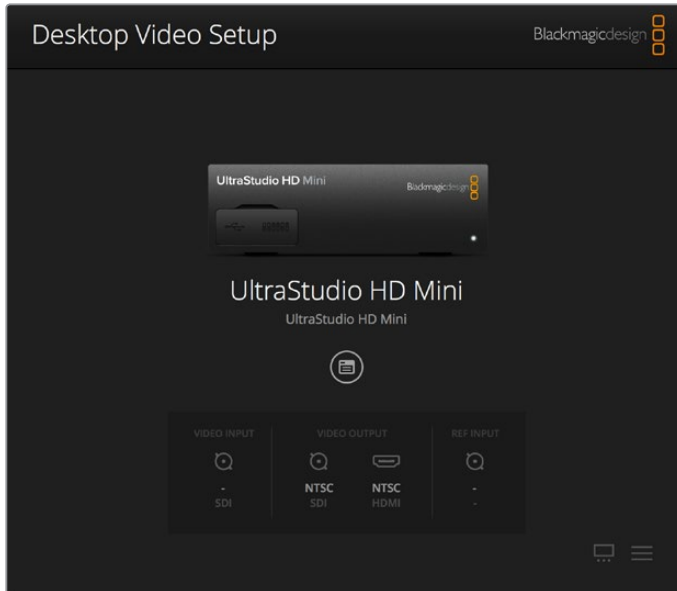 Desktop Video Setup
Blackmagicdesign
UltraStudio HD Mini
Blackmagicdesign
UltraStudio HD Mini
UltraStudio HD Mini
VIDEO INPUT VIDEO OUTPUT REF INPUT
- NTSC NTSC -
SDI SDI HDMI -